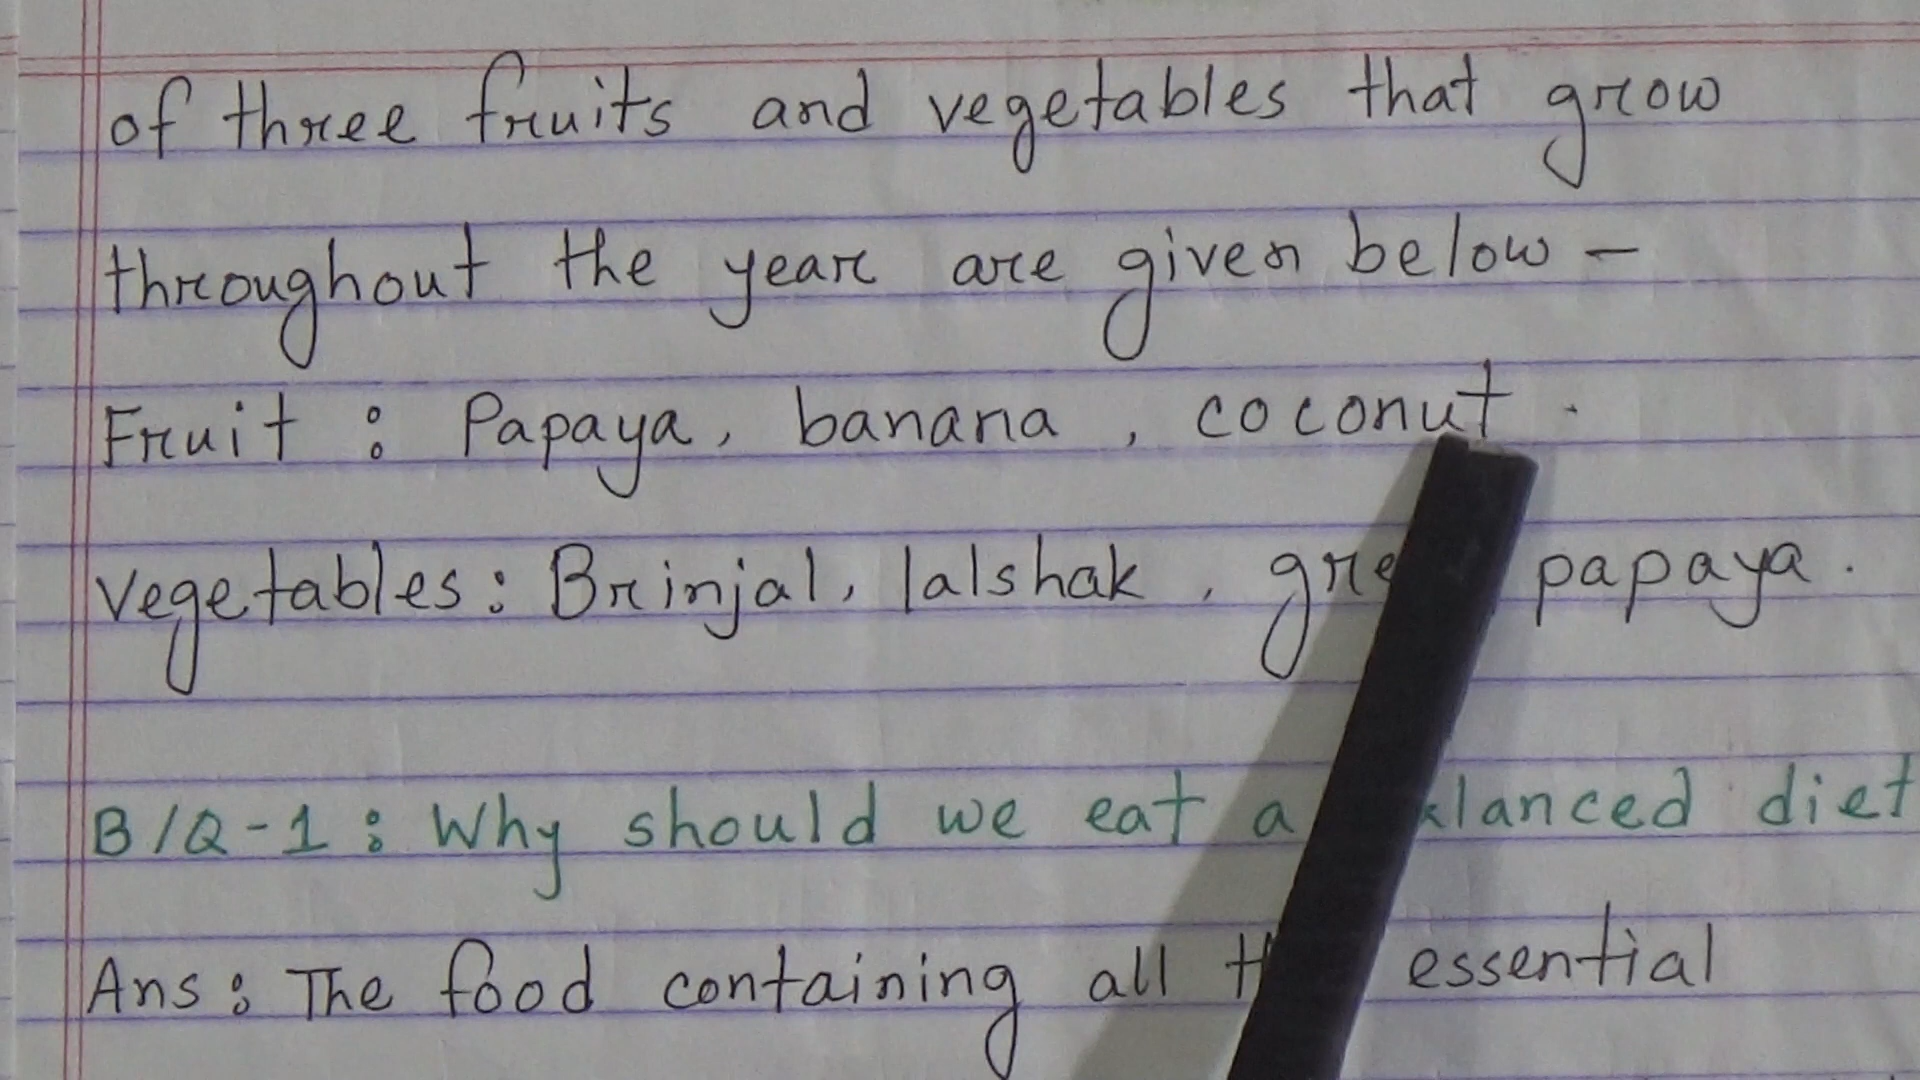 of three fruits and vegetables that grow
throughout the year are given below –
Fruit : Papaya, banana, coconut.
Vegetables: Brinjal, lalshak, papaya.
B/Q-1: Why should we eat a diet
Ans: The food containing all essential